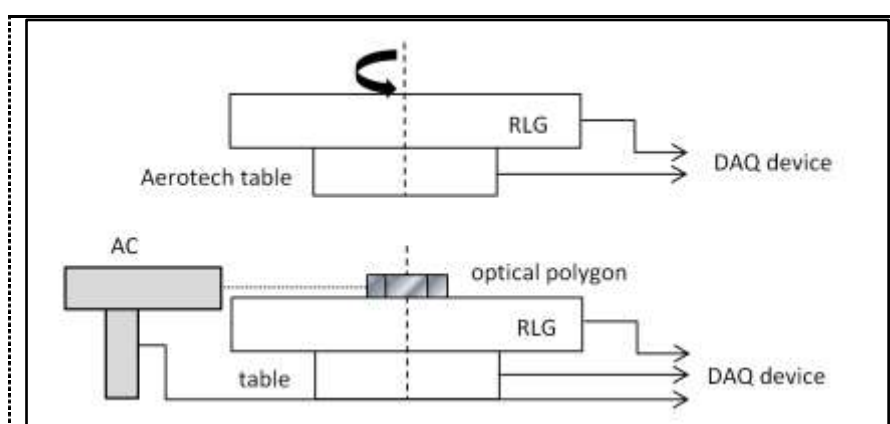 RLG
DAQ device
Aerotech table
AC
optical polygon
RLG
table
DAQ device